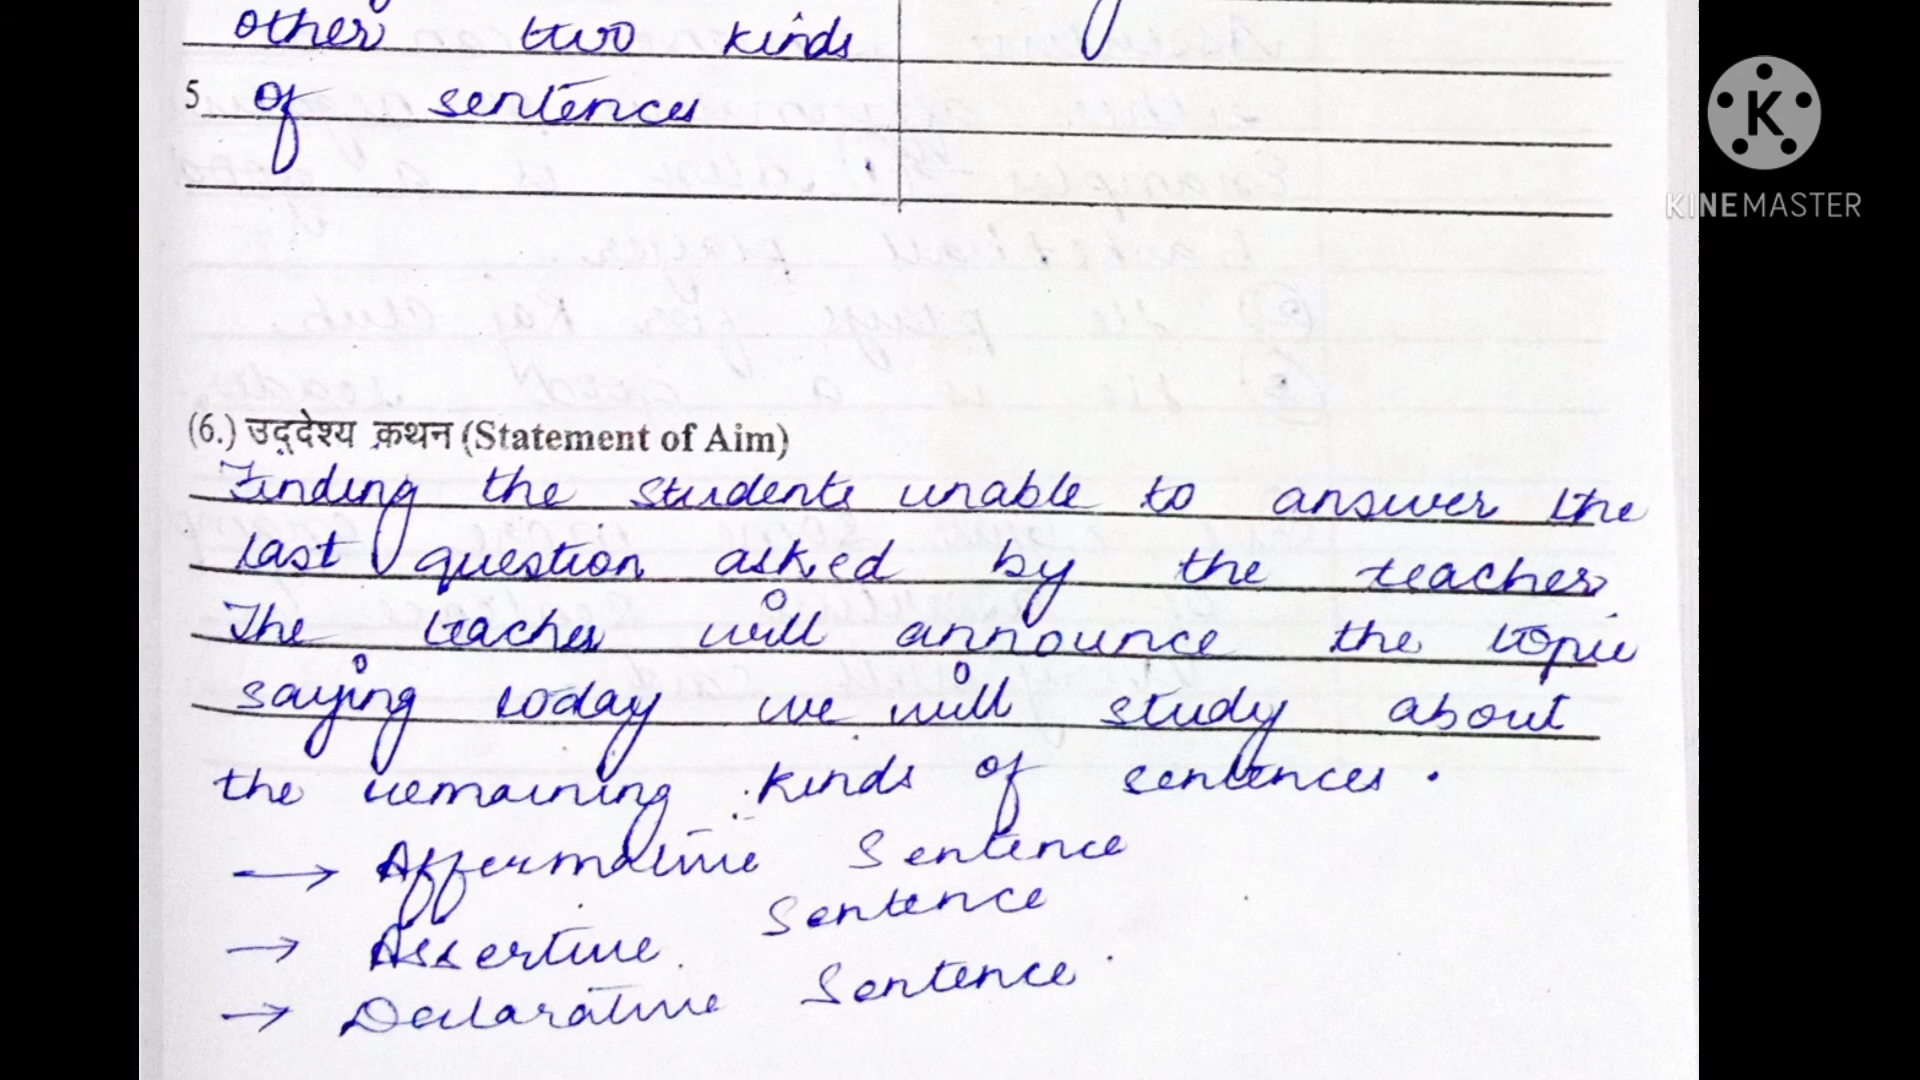 other two kinds
5 of sentences
5
(6.) उद्देश्य कथन (Statement of Aim)
Finding the students unable to answer the
last question asked by the teacher
The teacher will announce the topic
saying today we will study about
the remaining kinds of sentences.
→ Affermative Sentence
→ Assertive Sentence
→ Declarative Sentence
K
KINEMASTER